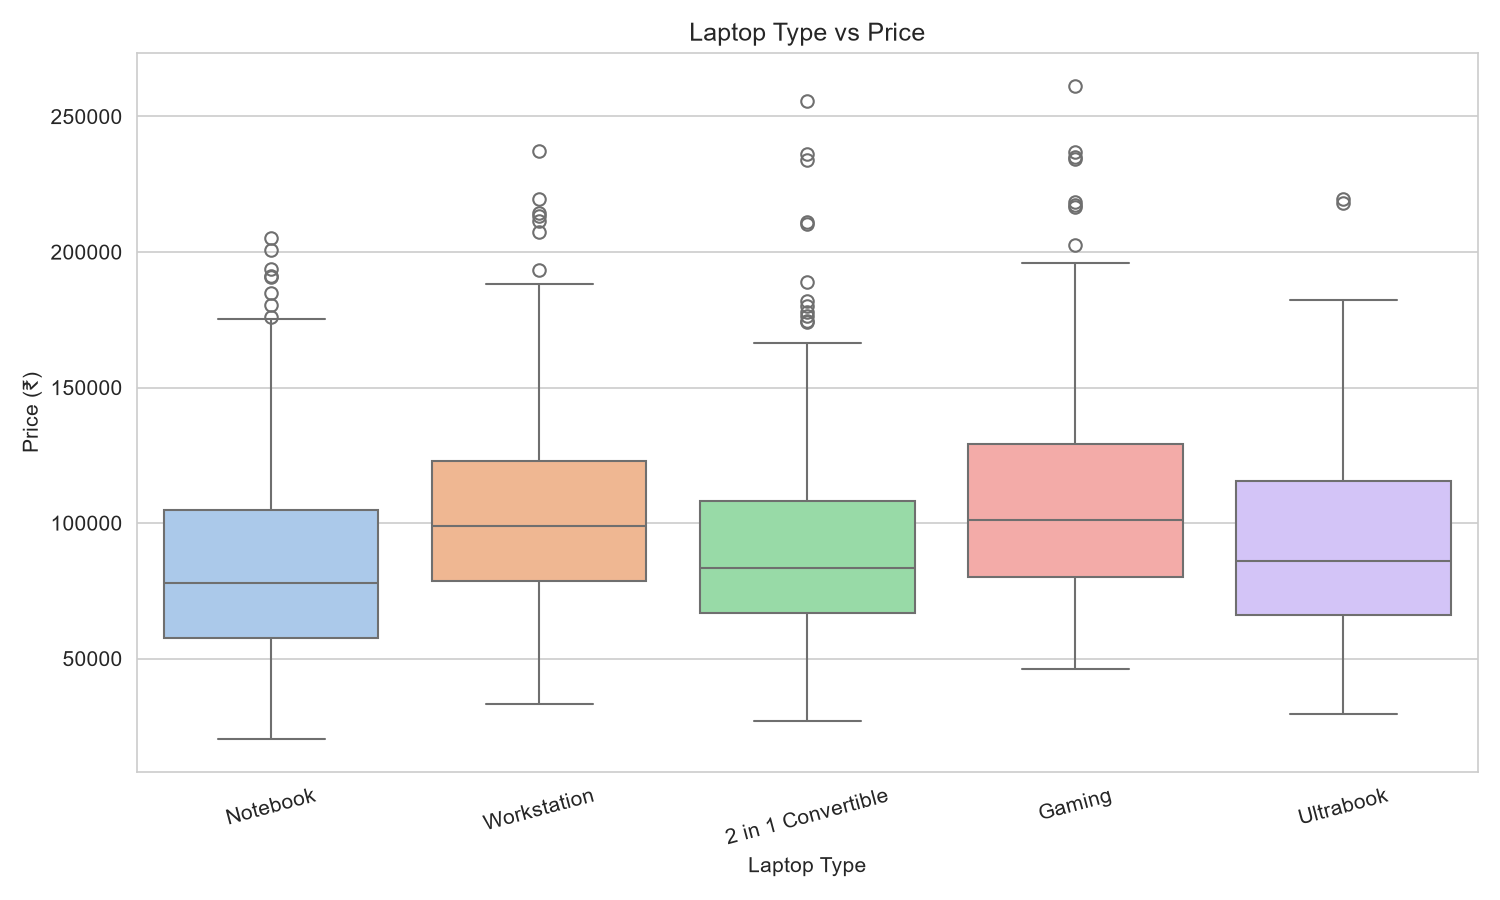 Laptop Type vs Price
250000
200000
150000
100000
50000
Price (₹)
Notebook
Workstation
2 in 1 Convertible
Gaming
Ultrabook
Laptop Type